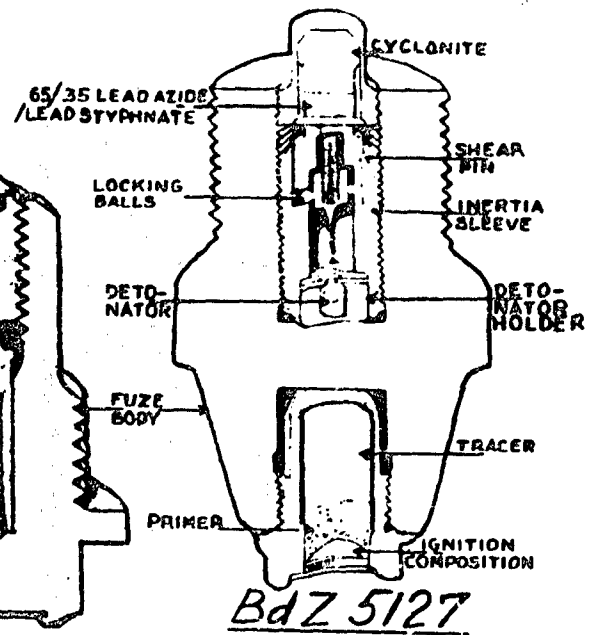 CYCLONITE
65/35 LEAD AZIDE
/LEAD STYPHNATE
SHEAR
PIN
LOCKING
BALLS
INERTIA
SLEEVE
DETO-
NATOR
DETO-
NATOR
HOLDER
FUZE
BODY
TRACER
PRIMER
IGNITION
COMPOSITION
BdZ 5127